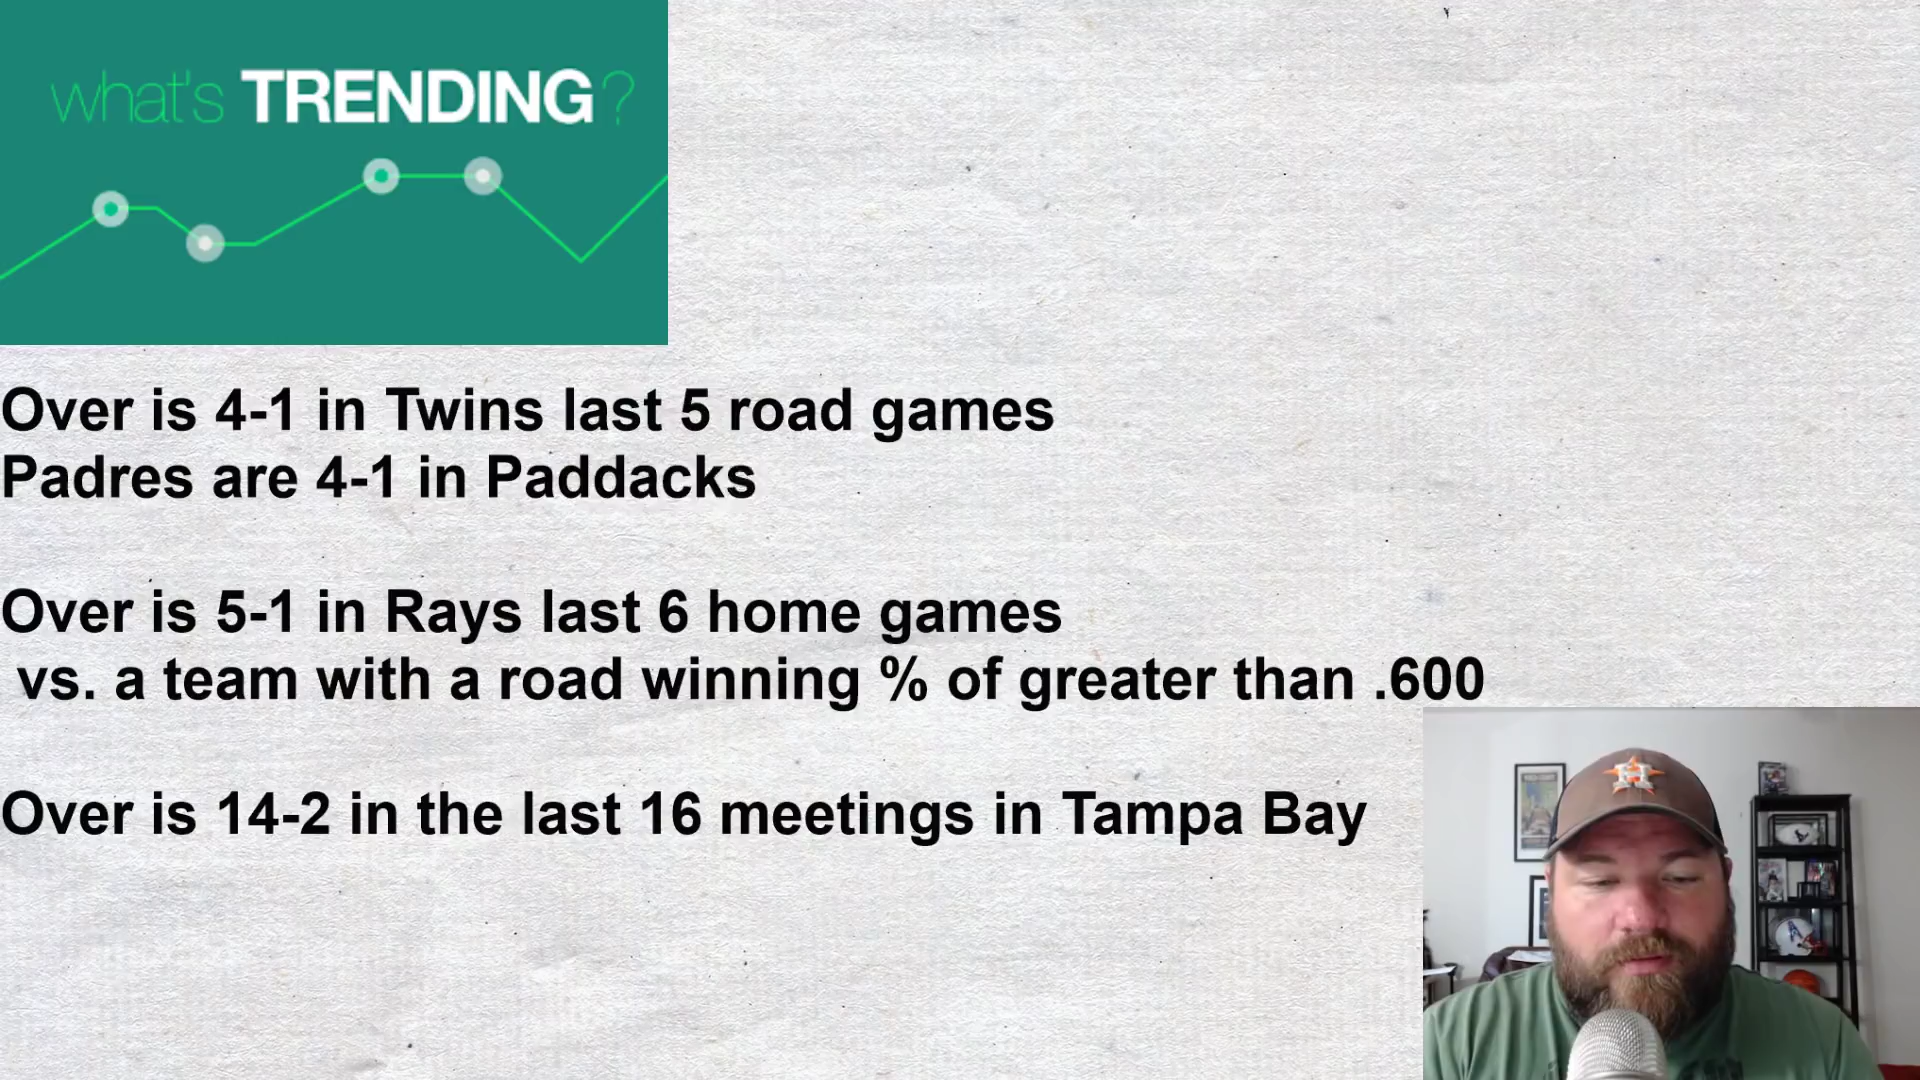 what's TRENDING?
Over is 4-1 in Twins last 5 road games
Padres are 4-1 in Paddacks
Over is 5-1 in Rays last 6 home games
vs. a team with a road winning % of greater than .600
Over is 14-2 in the last 16 meetings in Tampa Bay
H